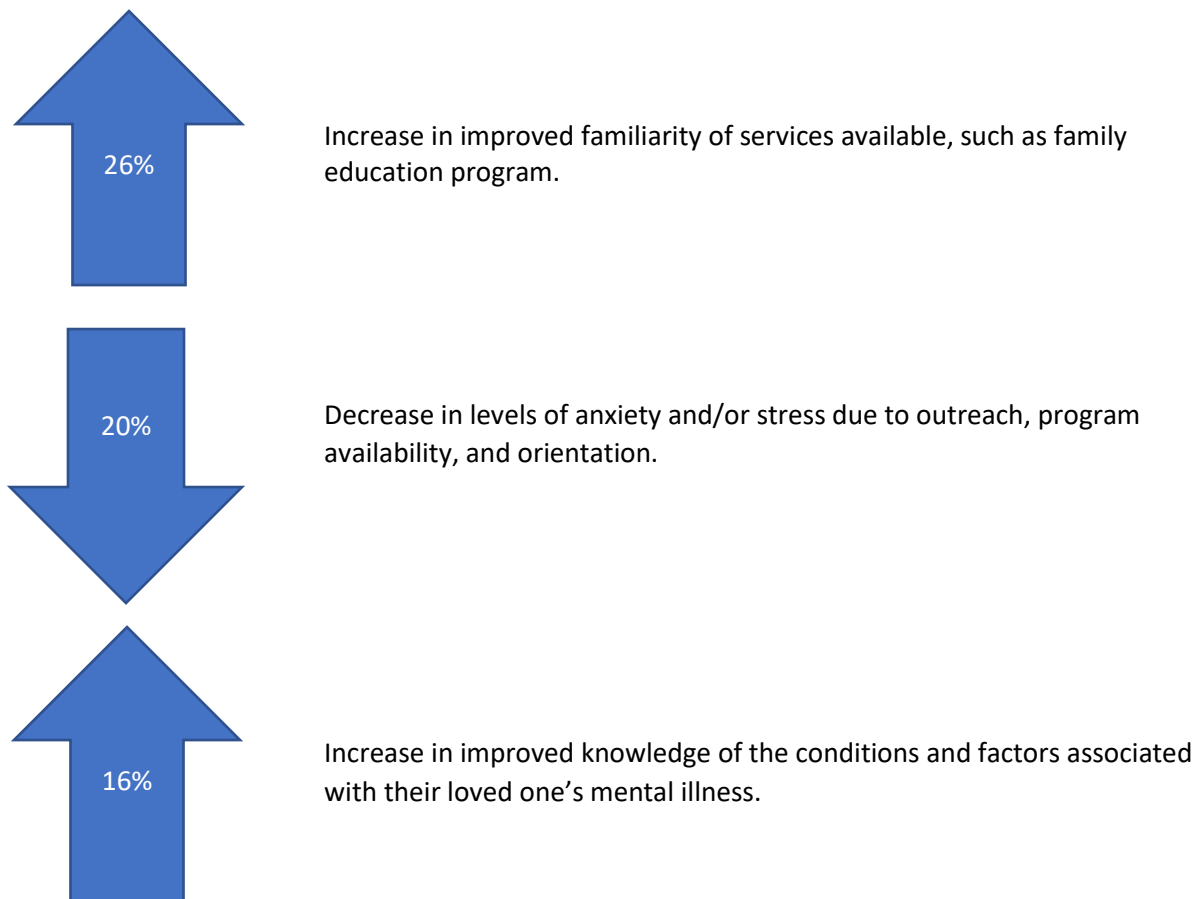 26%
Increase in improved familiarity of services available, such as family
education program.
20%
Decrease in levels of anxiety and/or stress due to outreach, program
availability, and orientation.
16%
Increase in improved knowledge of the conditions and factors associated
with their loved one’s mental illness.